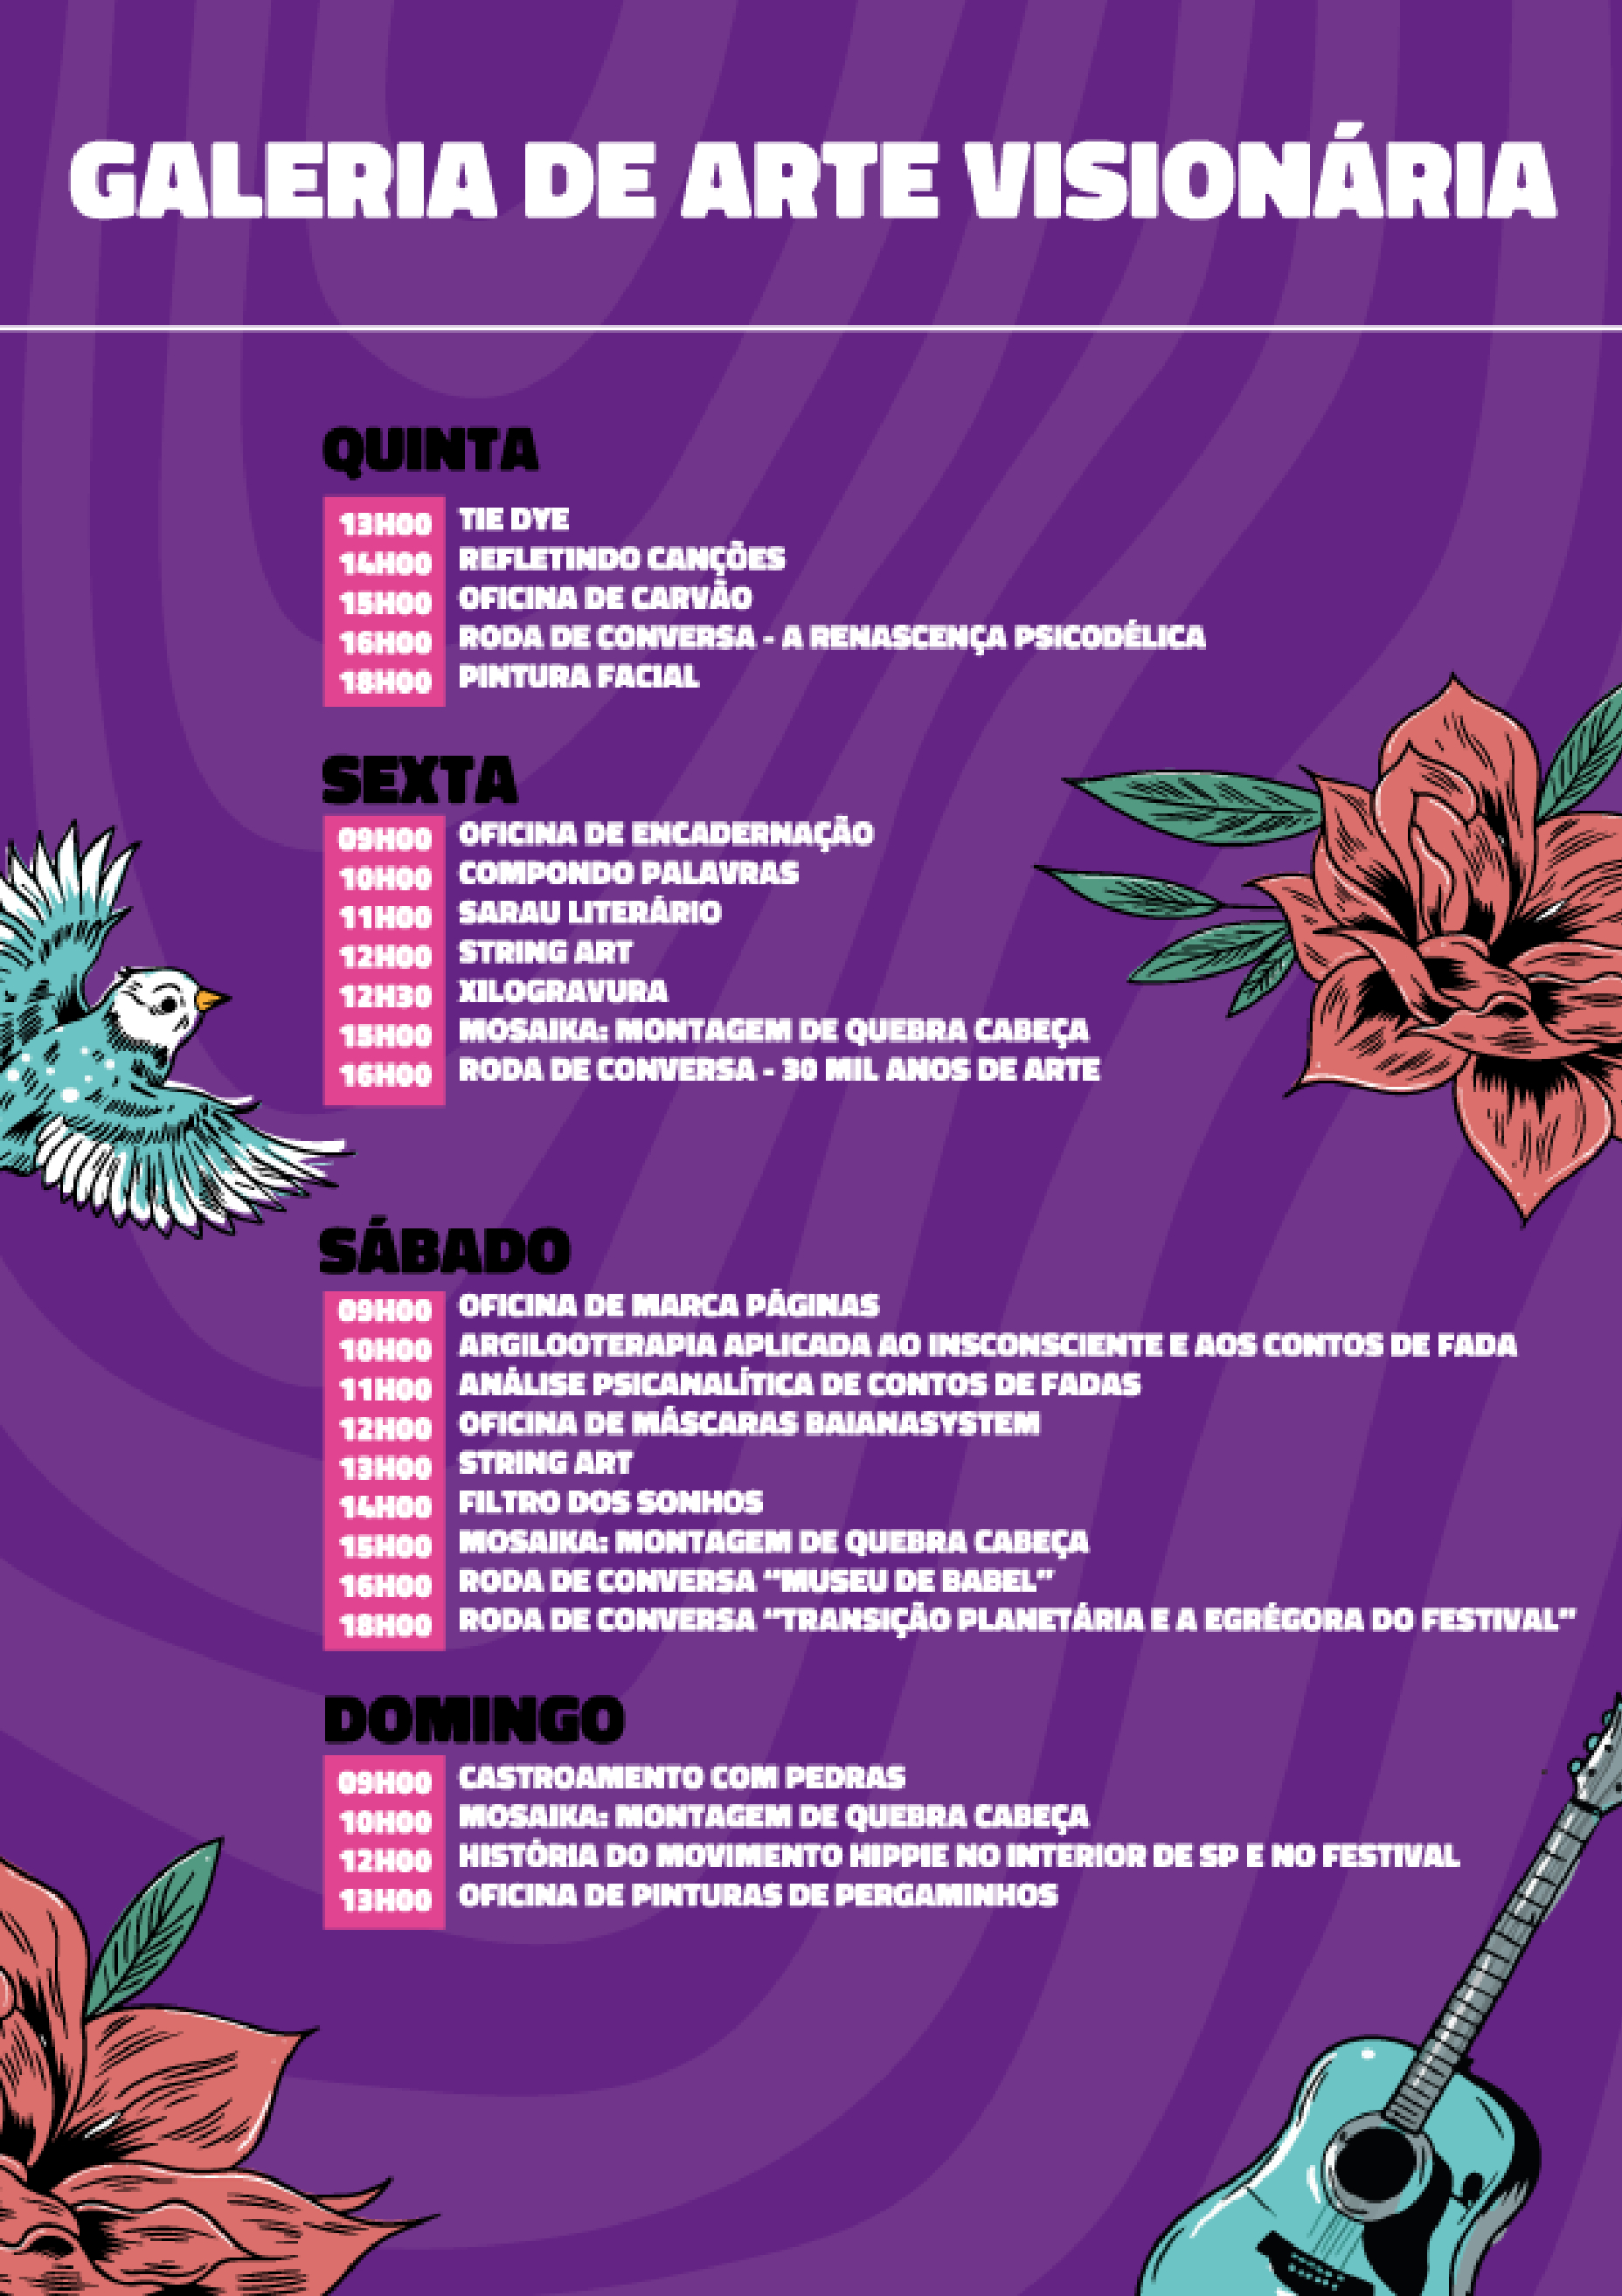 GALERIA DE ARTE VISIONÁRIA
QUINTA
13H00 TIE DYE
14H00 REFLETINDO CANÇÕES
15H00 OFICINA DE CARVÃO
16H00 RODA DE CONVERSA - A RENASCENÇA PSICODÉLICA
18H00 PINTURA FACIAL
SEXTA
09H00 OFICINA DE ENCADERNAÇÃO
10H00 COMPONDO PALAVRAS
11H00 SARAU LITERÁRIO
12H00 STRING ART
12H30 XILOGRAVURA
15H00 MOSAIKA: MONTAGEM DE QUEBRA CABEÇA
16H00 RODA DE CONVERSA - 30 MIL ANOS DE ARTE
SÁBADO
09H00 OFICINA DE MARCA PÁGINAS
10H00 ARGILOOTERAPIA APLICADA AO INSCONSCIENTE E AOS CONTOS DE FADA
11H00 ANÁLISE PSICANALÍTICA DE CONTOS DE FADAS
12H00 OFICINA DE MÁSCARAS BAIANASYSTEM
13H00 STRING ART
14H00 FILTRO DOS SONHOS
15H00 MOSAIKA: MONTAGEM DE QUEBRA CABEÇA
16H00 RODA DE CONVERSA “MUSEU DE BABEL”
18H00 RODA DE CONVERSA “TRANSIÇÃO PLANETÁRIA E A EGRÉGORA DO FESTIVAL”
DOMINGO
09H00 CASTROAMENTO COM PEDRAS
10H00 MOSAIKA: MONTAGEM DE QUEBRA CABEÇA
12H00 HISTÓRIA DO MOVIMENTO HIPPIE NO INTERIOR DE SP E NO FESTIVAL
13H00 OFICINA DE PINTURAS DE PERGAMINHOS